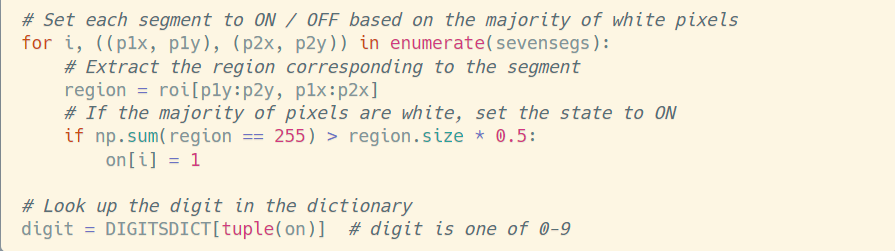 # Set each segment to ON / OFF based on the majority of white pixels
for i, ((p1x, p1y), (p2x, p2y)) in enumerate(sevensegs):
    # Extract the region corresponding to the segment
    region = roi[p1y:p2y, p1x:p2x]
    # If the majority of pixels are white, set the state to ON
    if np.sum(region == 255) > region.size * 0.5:
        on[i] = 1

# Look up the digit in the dictionary
digit = DIGITSDICT[tuple(on)]  # digit is one of 0-9